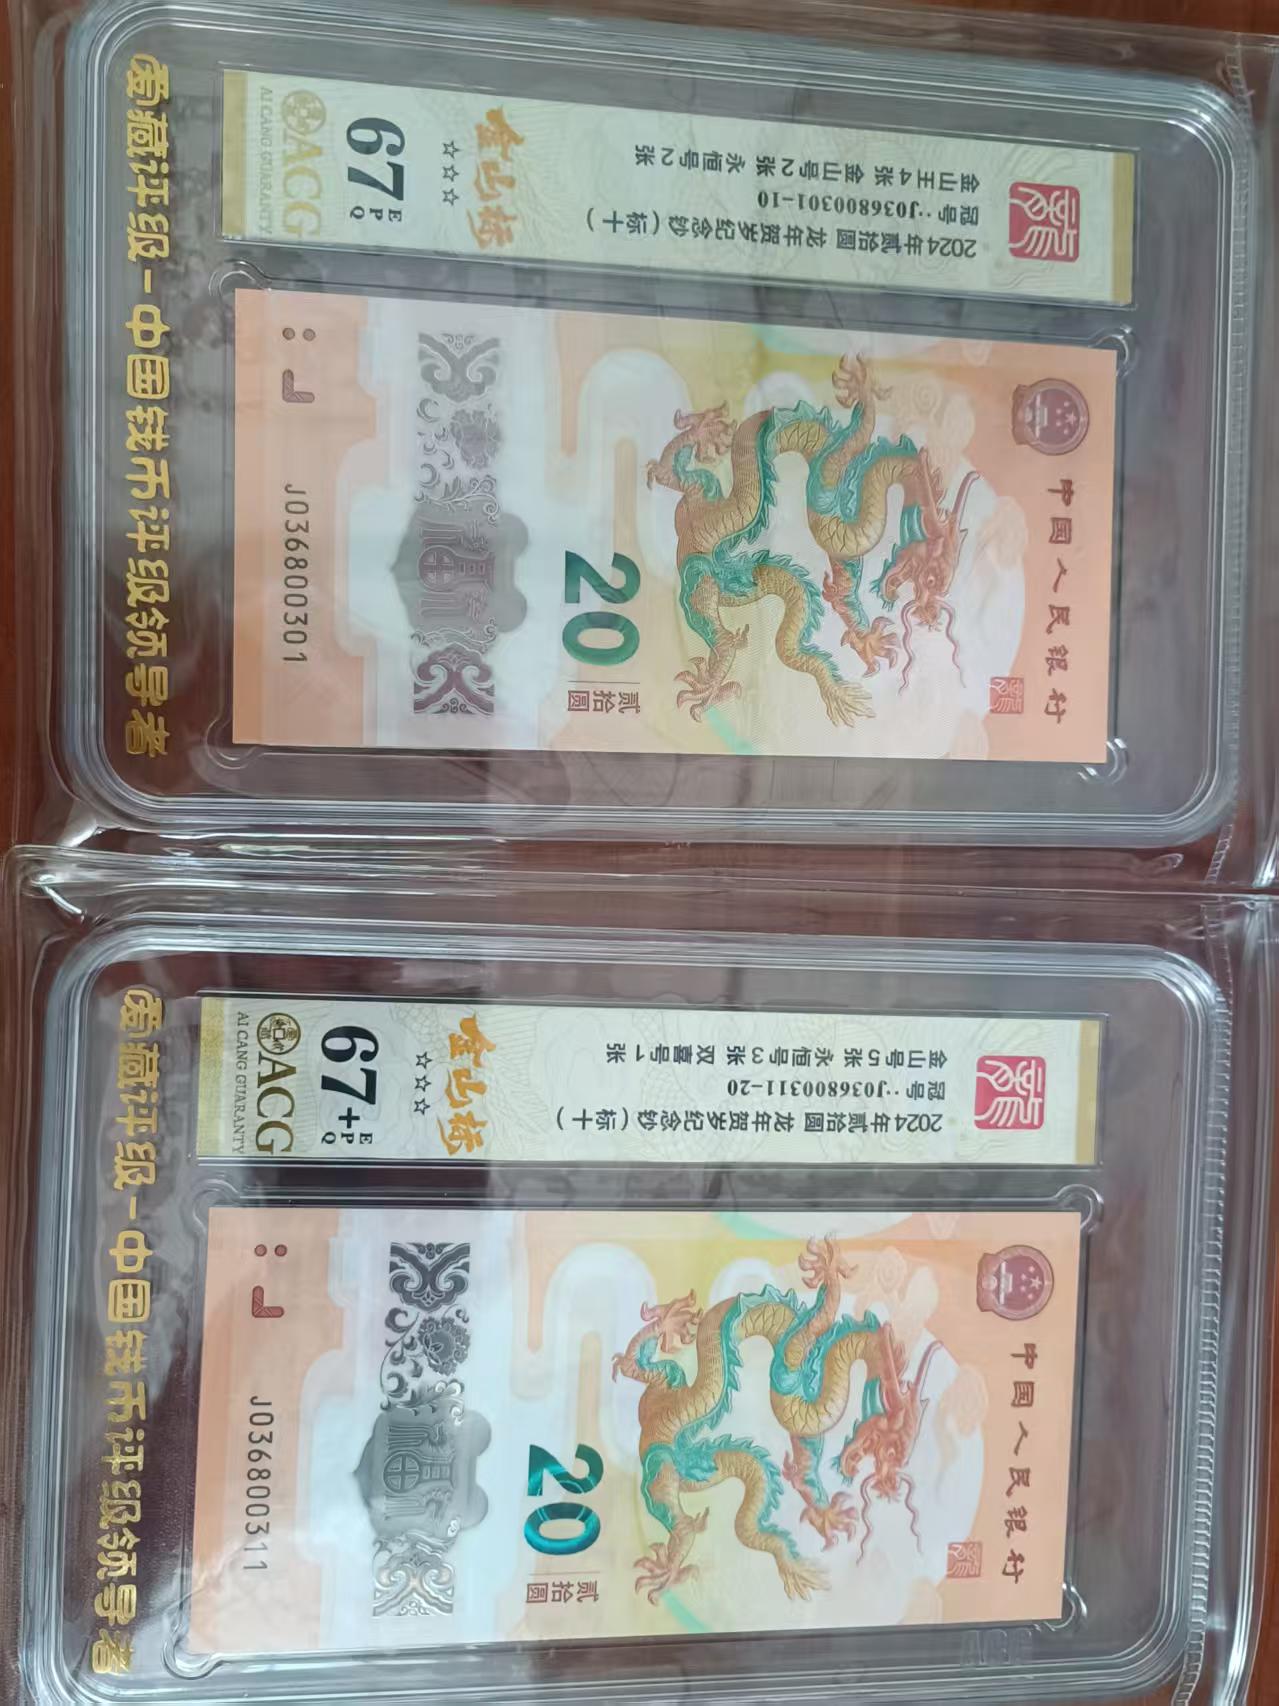 爱藏评级－中国钱币评级领导者
ACG
AI CANG GUARANTY
67
EPQ
金山榜
☆☆☆
2024年贰拾圆 龙年贺岁纪念钞（标十）
冠号：J036800301-10
金山王4张 金山号2张 永恒号2张
中国人民银行
20
贰拾圆
J036800301
爱藏评级－中国钱币评级领导者
ACG
AI CANG GUARANTY
67+
EPQ
金山榜
☆☆☆
2024年贰拾圆 龙年贺岁纪念钞（标十）
冠号：J036800311-20
金山号5张 永恒号3张 双喜号1张
中国人民银行
20
贰拾圆
J036800311
ACG